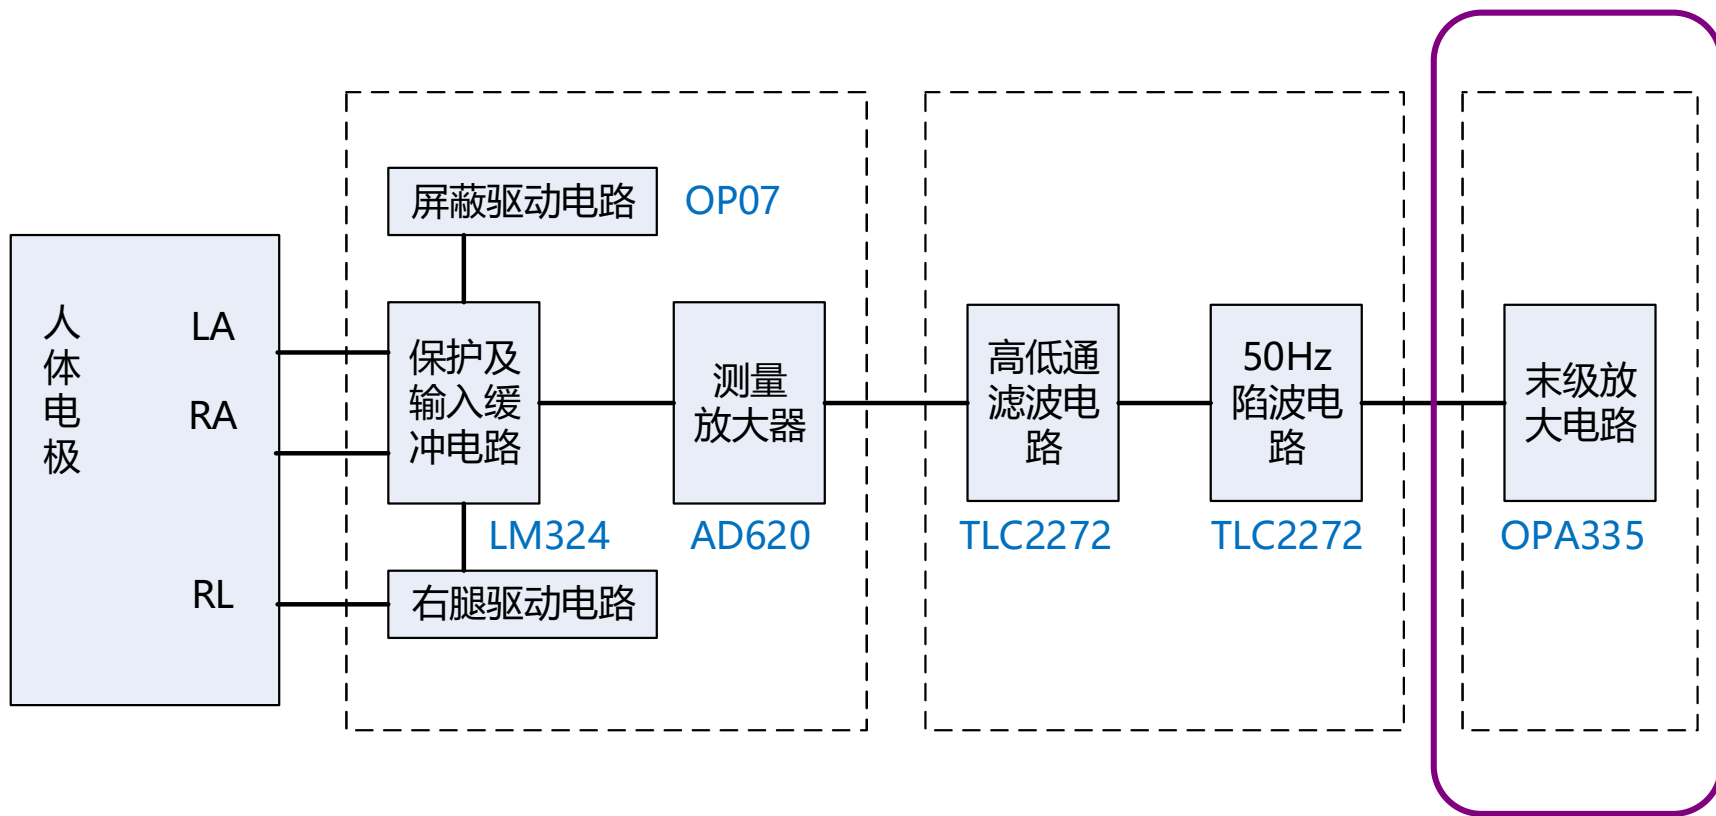 人
体
电
极
LA
RA
RL
屏蔽驱动电路
OP07
保护及
输入缓
冲电路
LM324
右腿驱动电路
测量
放大器
AD620
高低通
滤波电
路
TLC2272
50Hz
陷波电
路
TLC2272
末级放
大电路
OPA335